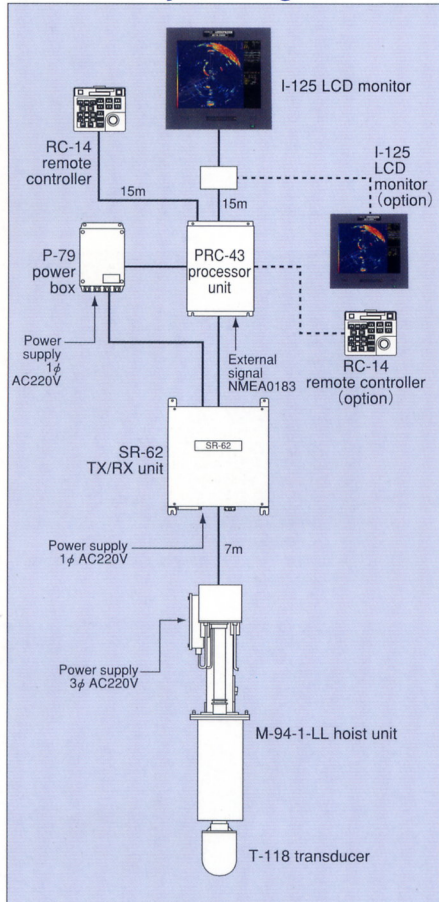 I-125 LCD monitor
RC-14
remote
controller
15m
15m
I-125
LCD
monitor
(option)
P-79
power
box
PRC-43
processor
unit
Power
supply
1ϕ
AC220V
External
signal
NMEA0183
RC-14
remote controller
(option)
SR-62
TX/RX unit
SR-62
Power supply
1ϕ AC220V
7m
Power supply
3ϕ AC220V
M-94-1-LL hoist unit
T-118 transducer